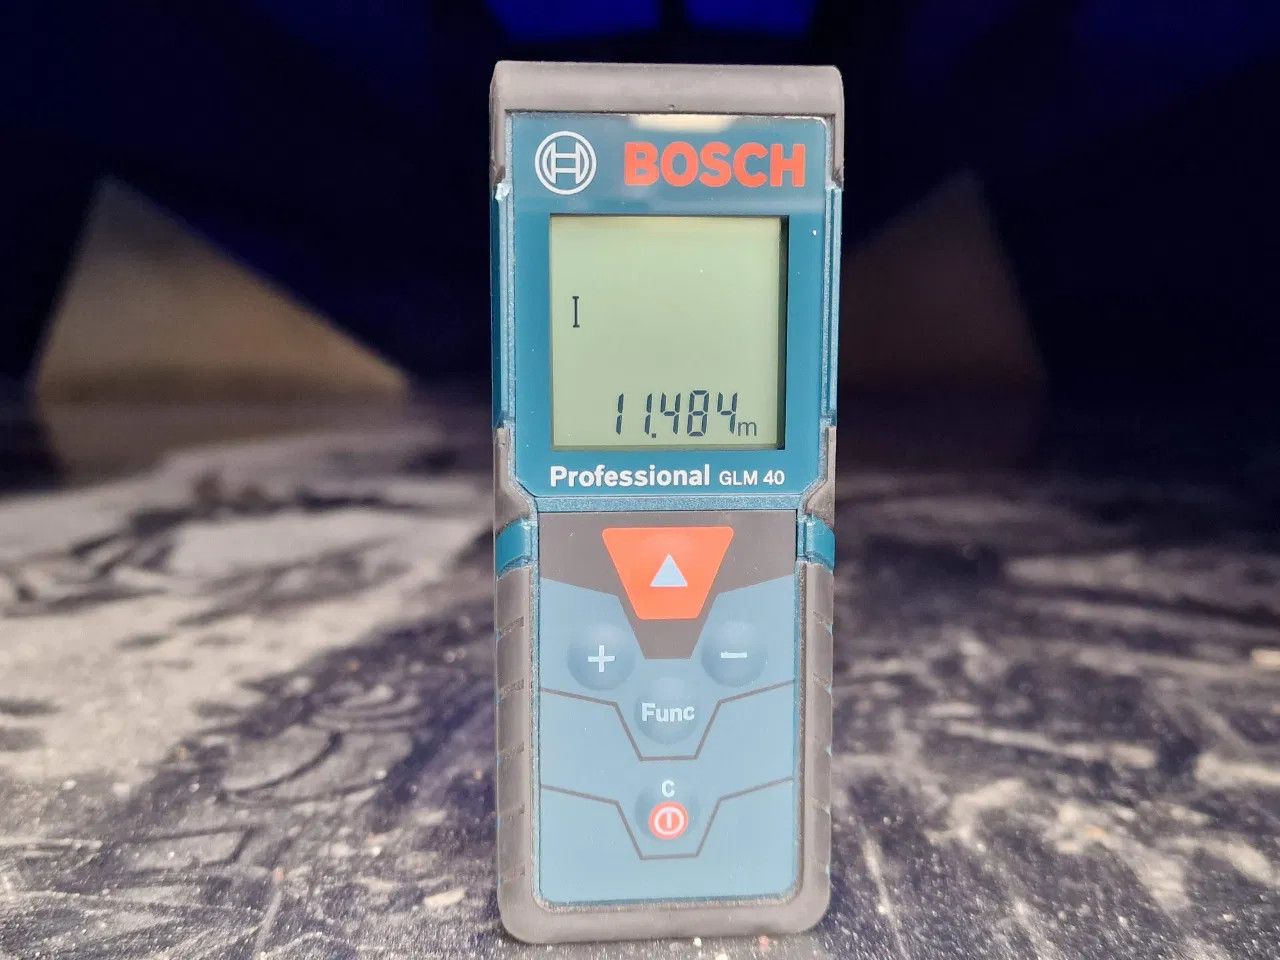 BOSCH
11.484m
Professional GLM 40
+ −
Func
C